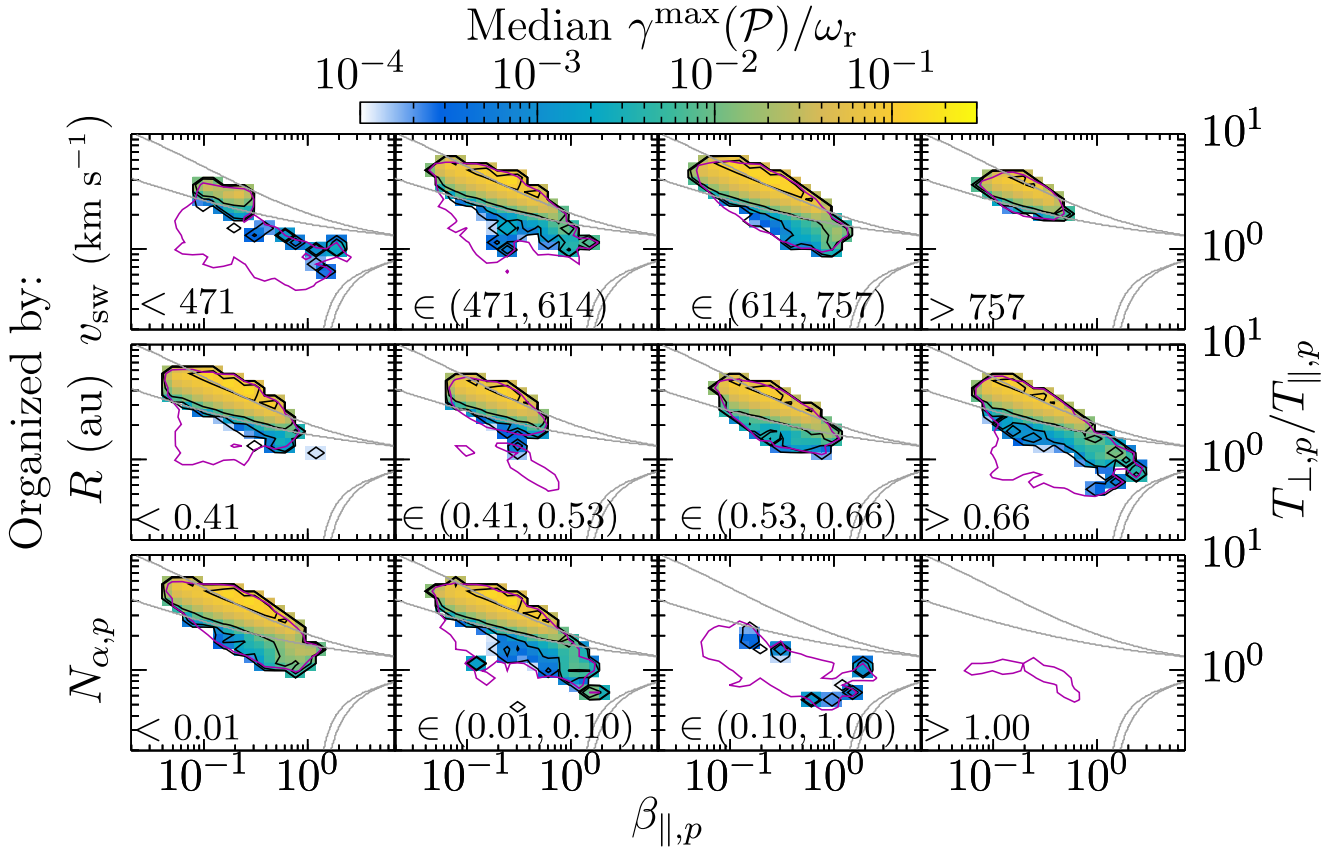 Median γ^max(𝒫)/ω_r
10^−4 10^−3 10^−2 10^−1
Organized by:
v_sw (km s^−1)
< 471
∈ (471, 614)
∈ (614, 757)
> 757
10^1
10^0
R (au)
< 0.41
∈ (0.41, 0.53)
∈ (0.53, 0.66)
> 0.66
10^1
10^0
T_⊥,p/T_∥,p
N_α,p
< 0.01
∈ (0.01, 0.10)
∈ (0.10, 1.00)
> 1.00
10^1
10^0
10^−1 10^0 10^−1 10^0 10^−1 10^0 10^−1 10^0
β_∥,p